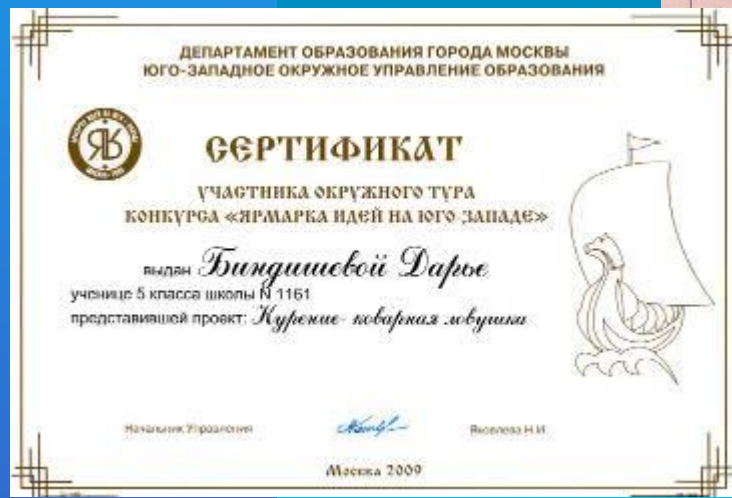 ДЕПАРТАМЕНТ ОБРАЗОВАНИЯ ГОРОДА МОСКВЫ
ЮГО-ЗАПАДНОЕ ОКРУЖНОЕ УПРАВЛЕНИЕ ОБРАЗОВАНИЯ
СЕРТИФИКАТ
УЧАСТНИКА ОКРУЖНОГО ТУРА
КОНКУРСА «ЯРМАРКА ИДЕЙ НА ЮГО-ЗАПАДЕ»
выдан Биндишевой Дарье
ученице 5 класса школы N 1161
представившей проект: Курение- коварная ловушка
Начальник Управления Яковлева Н.И.
Москва 2009